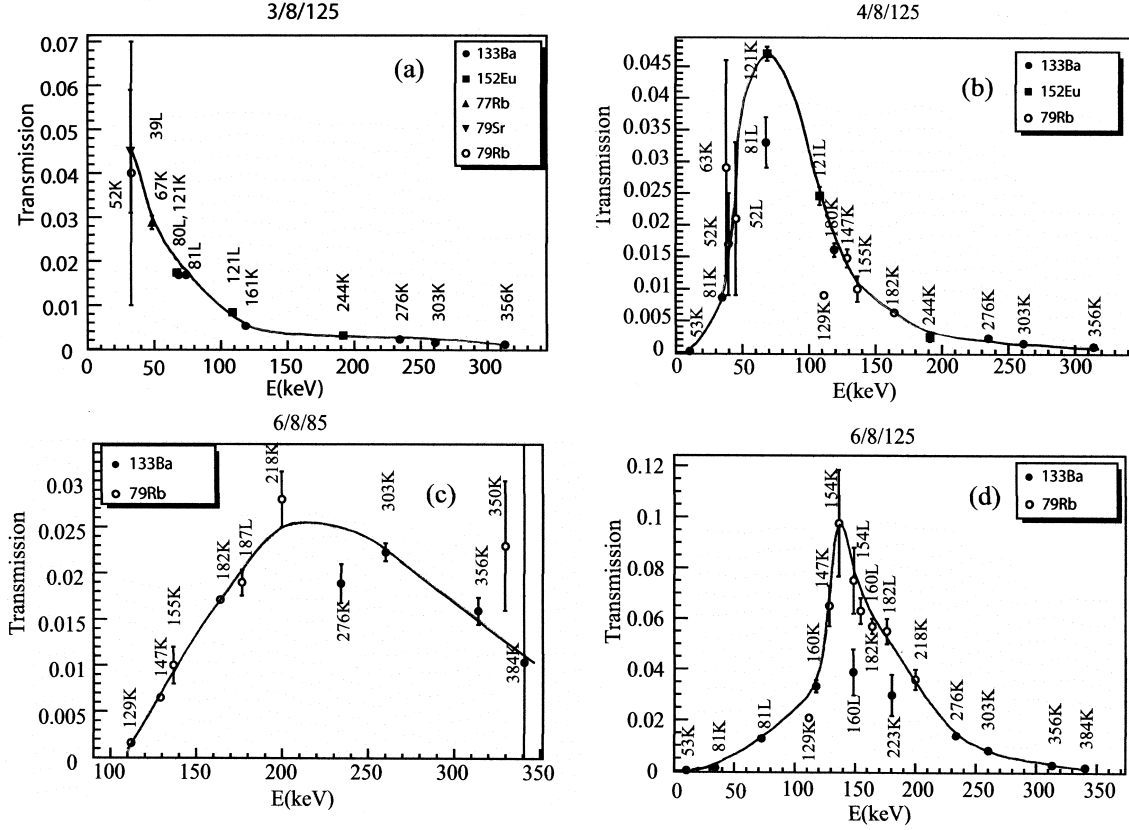 3/8/125
Transmission
0.07
0.06
0.05
0.04
0.03
0.02
0.01
0
(a)
133Ba
152Eu
77Rb
79Sr
79Rb
39L
52K
67K
80L, 121K
81L
121L
161K
244K
276K
303K
356K
0 50 100 150 200 250 300
E(keV)
4/8/125
Transmission
0.045
0.04
0.035
0.03
0.025
0.02
0.015
0.01
0.005
0
(b)
133Ba
152Eu
79Rb
121K
81L
63K
52K
52L
81K
53K
121L
160K
147K
155K
129K
182K
244K
276K
303K
356K
0 50 100 150 200 250 300
E(keV)
6/8/85
Transmission
0.03
0.025
0.02
0.015
0.01
0.005
0
(c)
133Ba
79Rb
129K
147K
155K
182K
187L
218K
276K
303K
356K
350K
384K
100 150 200 250 300 350
E(keV)
6/8/125
Transmission
0.12
0.1
0.08
0.06
0.04
0.02
0
(d)
133Ba
79Rb
53K
81K
81L
129K
160K
147K
154K
154L
160L
182K
182L
160L
223K
218K
276K
303K
356K
384K
0 50 100 150 200 250 300 350
E(keV)